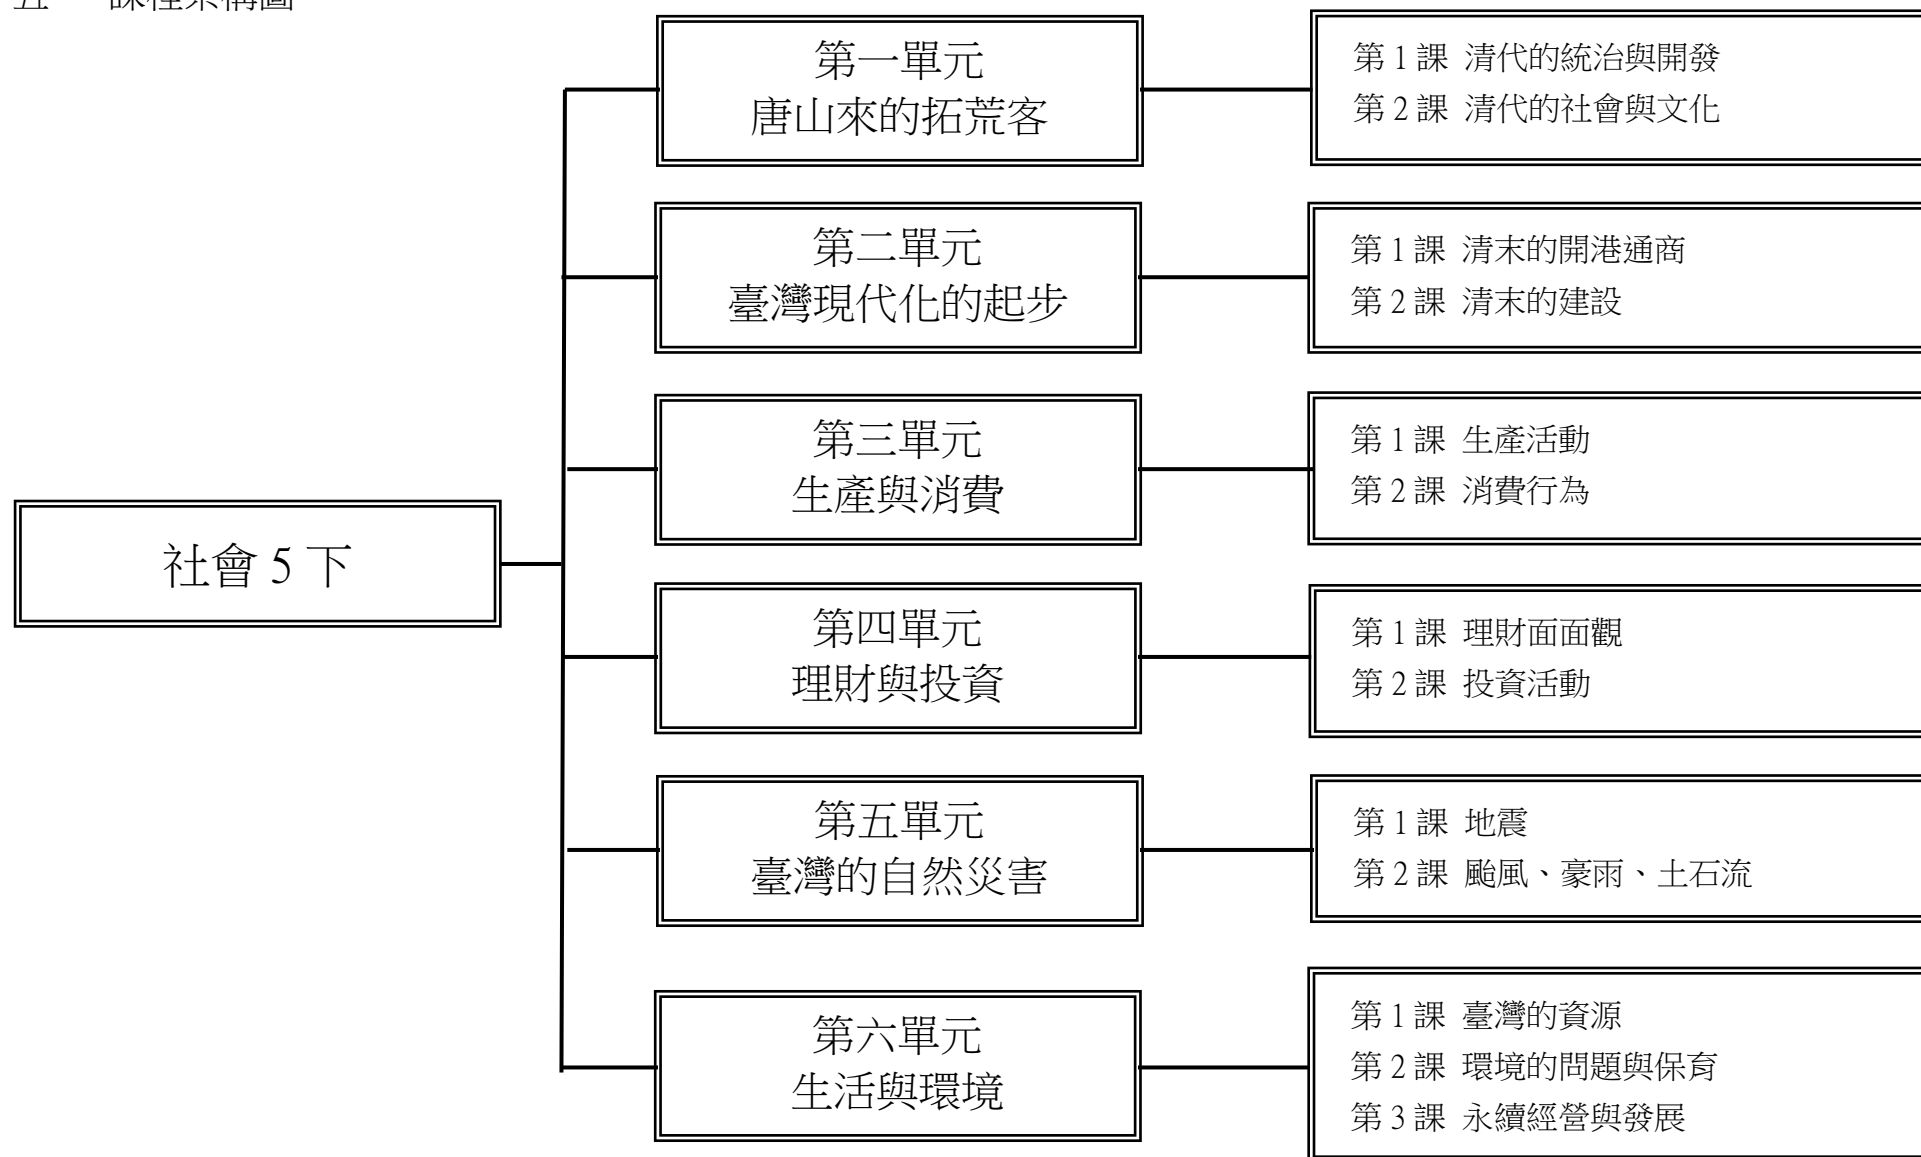 社會 5 下
第一單元
唐山來的拓荒客
第 1 課 清代的統治與開發
第 2 課 清代的社會與文化
第二單元
臺灣現代化的起步
第 1 課 清末的開港通商
第 2 課 清末的建設
第三單元
生產與消費
第 1 課 生產活動
第 2 課 消費行為
第四單元
理財與投資
第 1 課 理財面面觀
第 2 課 投資活動
第五單元
臺灣的自然災害
第 1 課 地震
第 2 課 颱風、豪雨、土石流
第六單元
生活與環境
第 1 課 臺灣的資源
第 2 課 環境的問題與保育
第 3 課 永續經營與發展